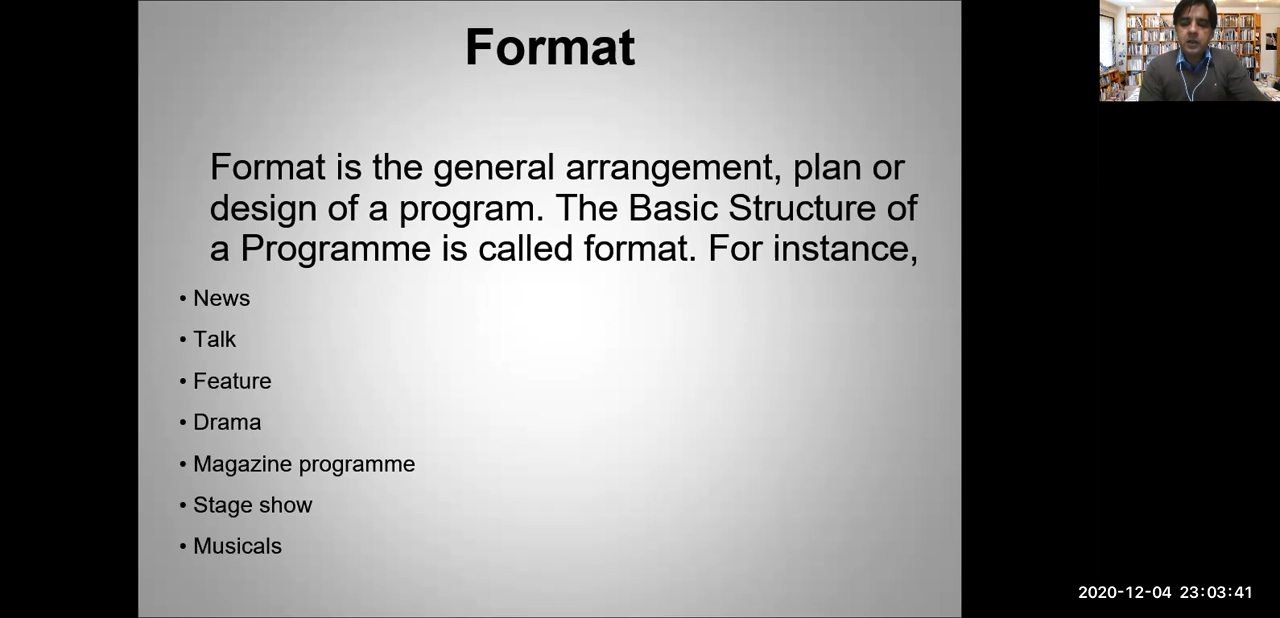 Format
Format is the general arrangement, plan or
design of a program. The Basic Structure of
a Programme is called format. For instance,
• News
• Talk
• Feature
• Drama
• Magazine programme
• Stage show
• Musicals
2020-12-04 23:03:41